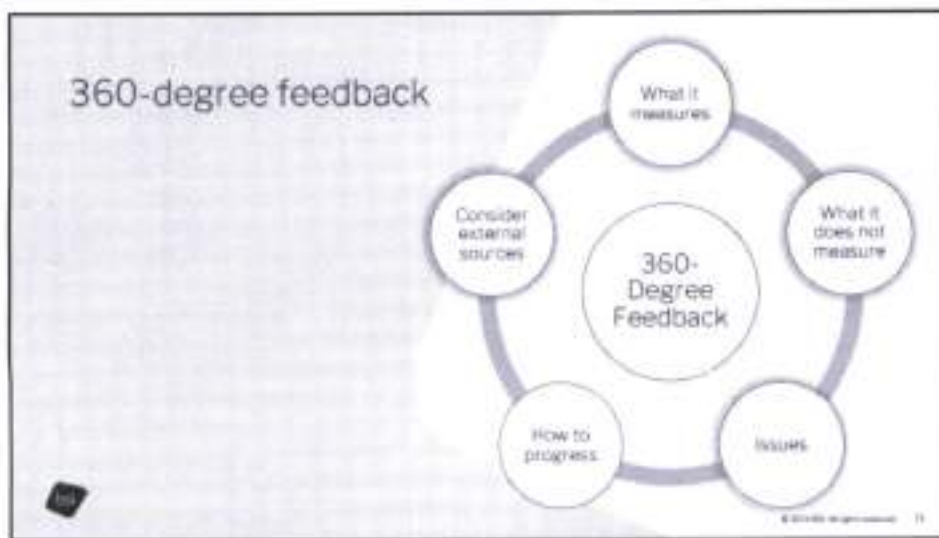 360-degree feedback
What it
measures
What it
does not
measure
Issues
How to
progress
Consider
external
sources
360-
Degree
Feedback